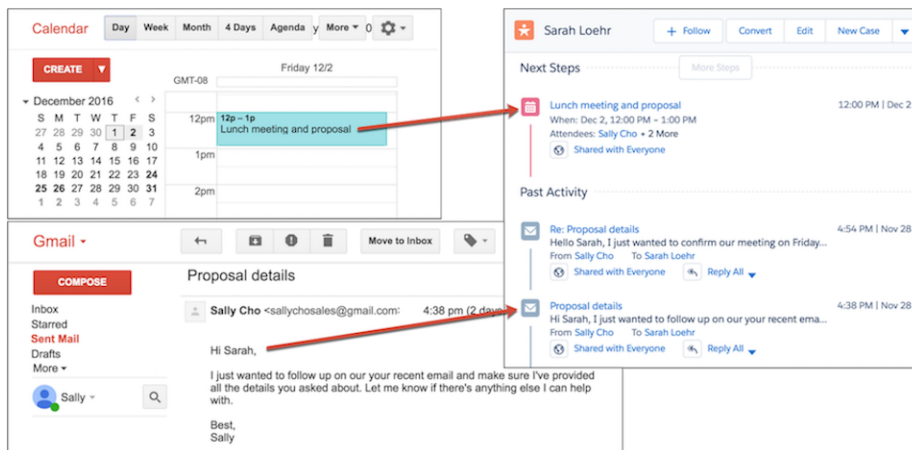 Calendar Day Week Month 4 Days Agenda y More 0
CREATE
Friday 12/2
GMT-08
December 2016 < >
S M T W T F S
27 28 29 30 1 2 3
4 5 6 7 8 9 10
11 12 13 14 15 16 17
18 19 20 21 22 23 24
25 26 27 28 29 30 31
1 2 3 4 5 6 7
12pm
12p – 1p
Lunch meeting and proposal
1pm
2pm
Gmail
Move to Inbox
COMPOSE
Inbox
Starred
Sent Mail
Drafts
More
Sally
Proposal details
Sally Cho <sallychosales@gmail.com> 4:38 pm (2 days
Hi Sarah,
I just wanted to follow up on our your recent email and make sure I've provided
all the details you asked about. Let me know if there's anything else I can help
with.
Best,
Sally
Sarah Loehr + Follow Convert Edit New Case
Next Steps More Steps
Lunch meeting and proposal 12:00 PM | Dec 2
When: Dec 2, 12:00 PM – 1:00 PM
Attendees: Sally Cho + 2 More
Shared with Everyone
Past Activity
Re: Proposal details 4:54 PM | Nov 28
Hello Sarah, I just wanted to confirm our meeting on Friday...
From Sally Cho To Sarah Loehr
Shared with Everyone Reply All
Proposal details 4:38 PM | Nov 28
Hi Sarah, I just wanted to follow up on our your recent ema...
From Sally Cho To Sarah Loehr
Shared with Everyone Reply All